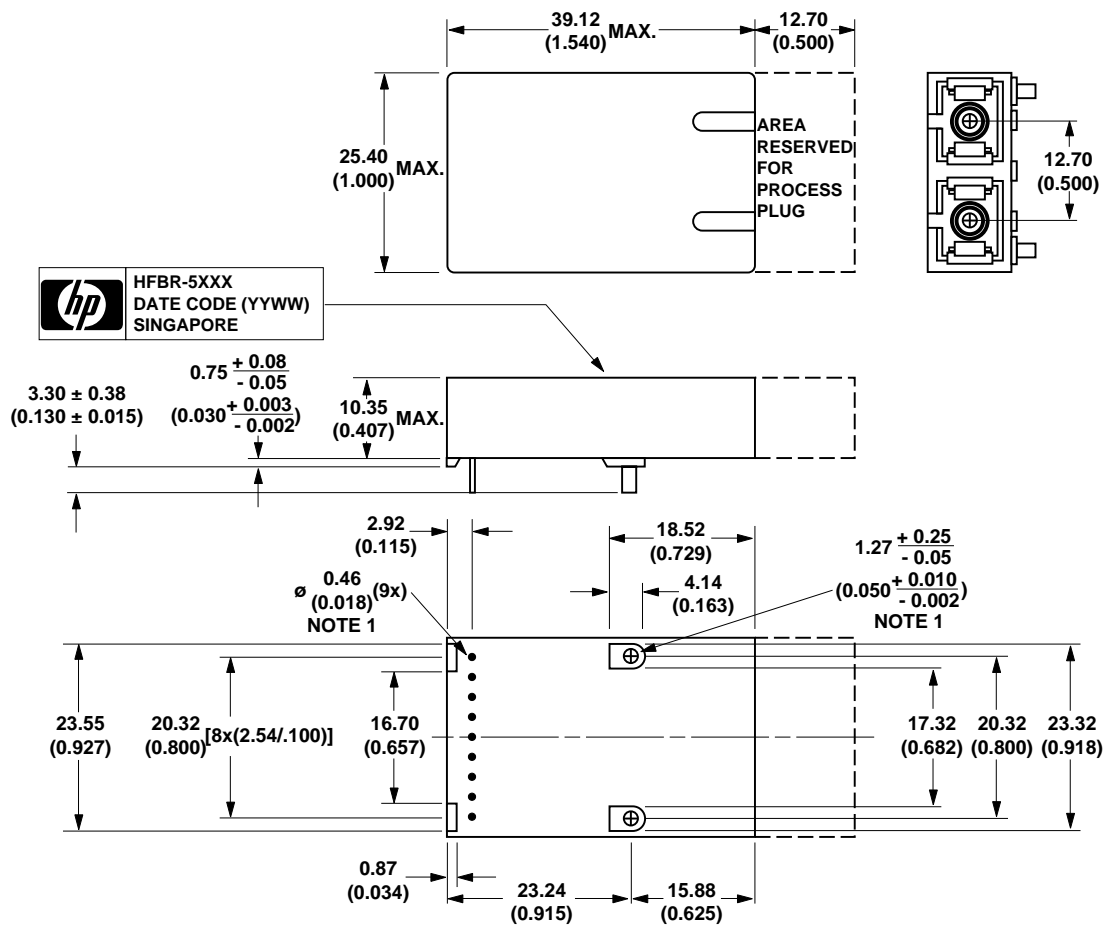 39.12
(1.540)
MAX.
12.70
(0.500)
25.40
(1.000)
MAX.
AREA
RESERVED
FOR
PROCESS
PLUG
12.70
(0.500)
hp
HFBR-5XXX
DATE CODE (YYWW)
SINGAPORE
3.30 ± 0.38
(0.130 ± 0.015)
0.75 + 0.08
- 0.05
(0.030 + 0.003
- 0.002)
10.35
(0.407)
MAX.
2.92
(0.115)
18.52
(0.729)
4.14
(0.163)
1.27 + 0.25
- 0.05
(0.050 + 0.010
- 0.002)
NOTE 1
ø 0.46
(0.018) (9x)
NOTE 1
23.55
(0.927)
20.32
(0.800)
[8x(2.54/.100)]
16.70
(0.657)
17.32
(0.682)
20.32
(0.800)
23.32
(0.918)
0.87
(0.034)
23.24
(0.915)
15.88
(0.625)